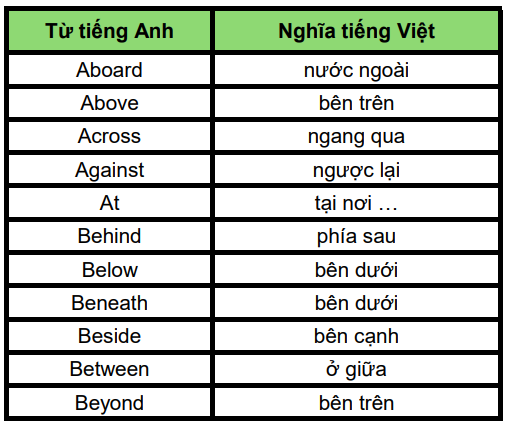 Từ tiếng Anh Nghĩa tiếng Việt
Aboard nước ngoài
Above bên trên
Across ngang qua
Against ngược lại
At tại nơi …
Behind phía sau
Below bên dưới
Beneath bên dưới
Beside bên cạnh
Between ở giữa
Beyond bên trên